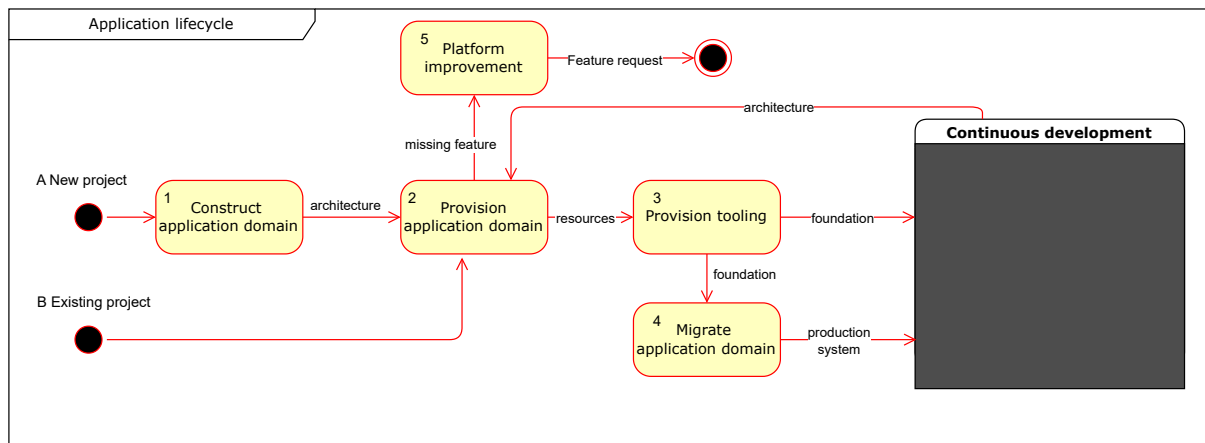 Application lifecycle
5
Platform
improvement
Feature request
architecture
Continuous development
missing feature
A New project
1
Construct
application domain
architecture
2
Provision
application domain
resources
3
Provision tooling
foundation
foundation
B Existing project
4
Migrate
application domain
production
system